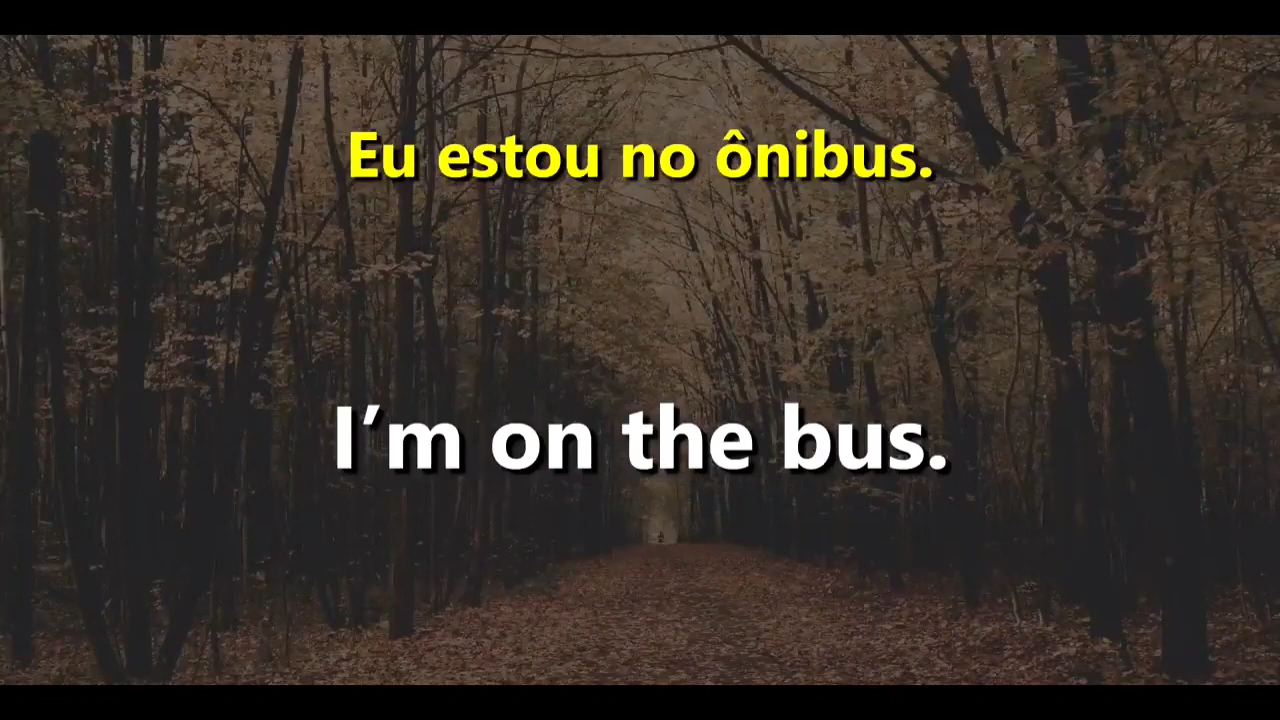 Eu estou no ônibus.
I’m on the bus.